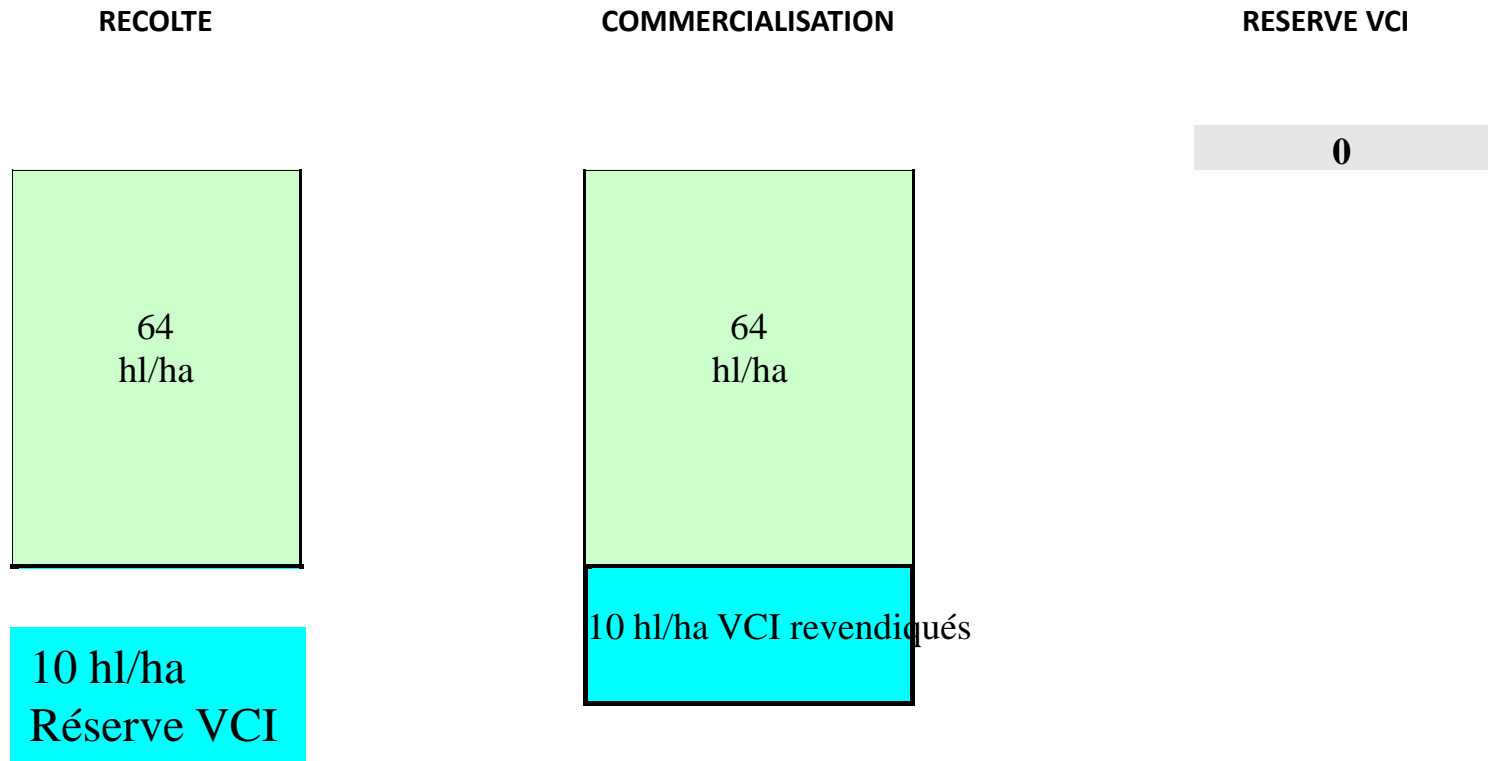 RECOLTE
COMMERCIALISATION
RESERVE VCI
0
64
hl/ha
64
hl/ha
10 hl/ha VCI revendiqués
10 hl/ha
Réserve VCI